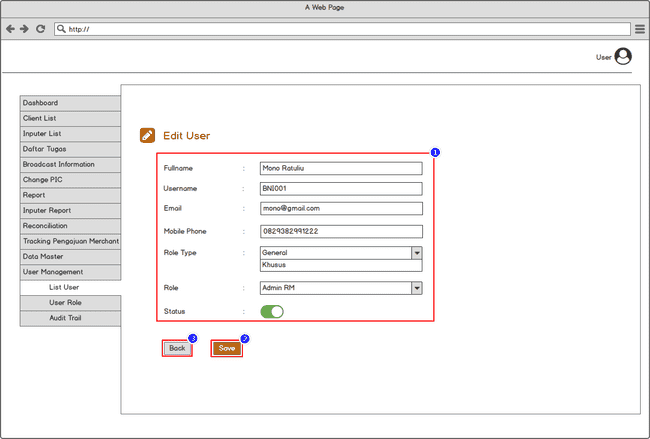 A Web Page
http://
User
Dashboard
Client List
Inputer List
Daftar Tugas
Broadcast Information
Change PIC
Report
Inputer Report
Reconciliation
Tracking Pengajuan Merchant
Data Master
User Management
List User
User Role
Audit Trail
Edit User
1
Fullname : Mono Ratuliu
Username : BNI001
Email : mono@gmail.com
Mobile Phone : 0829382991222
Role Type : General
Khusus
Role : Admin RM
Status :
3
2
Back
Save